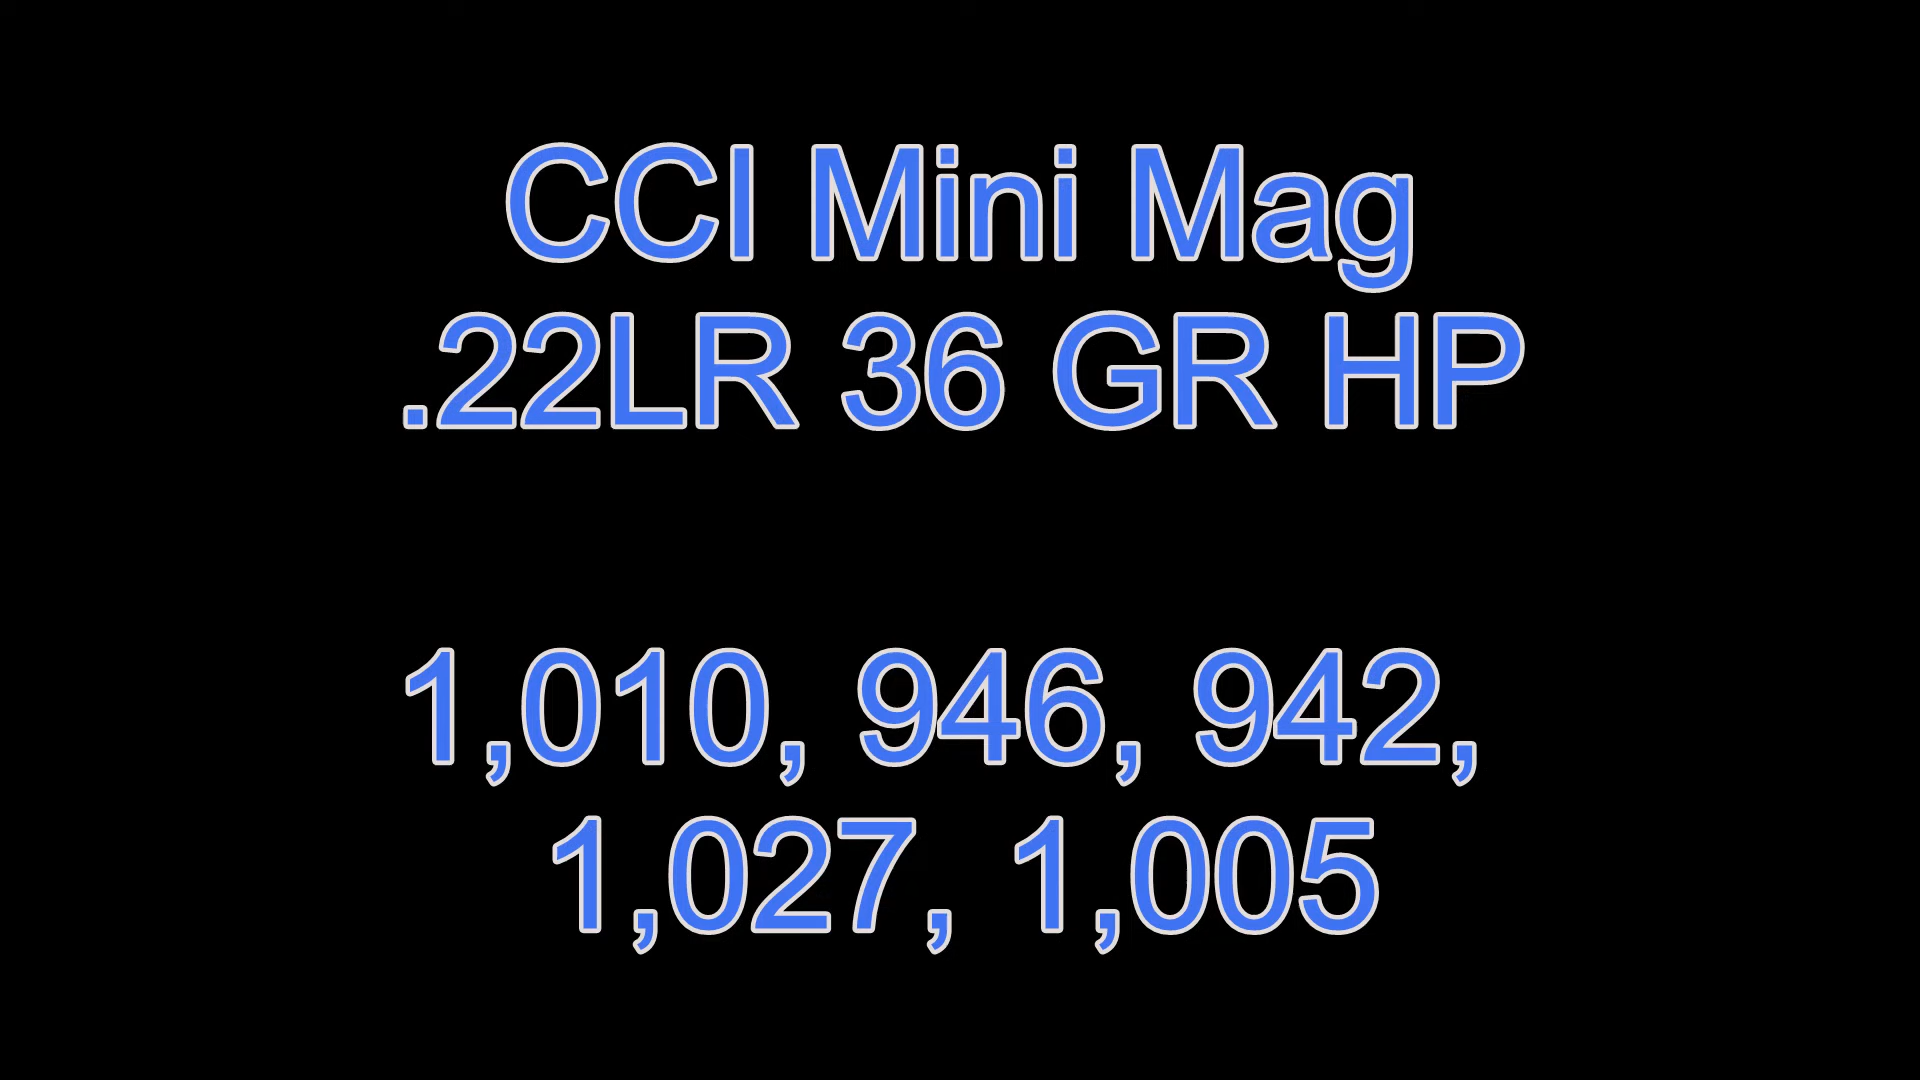 CCI Mini Mag
.22LR 36 GR HP
1,010, 946, 942,
1,027, 1,005